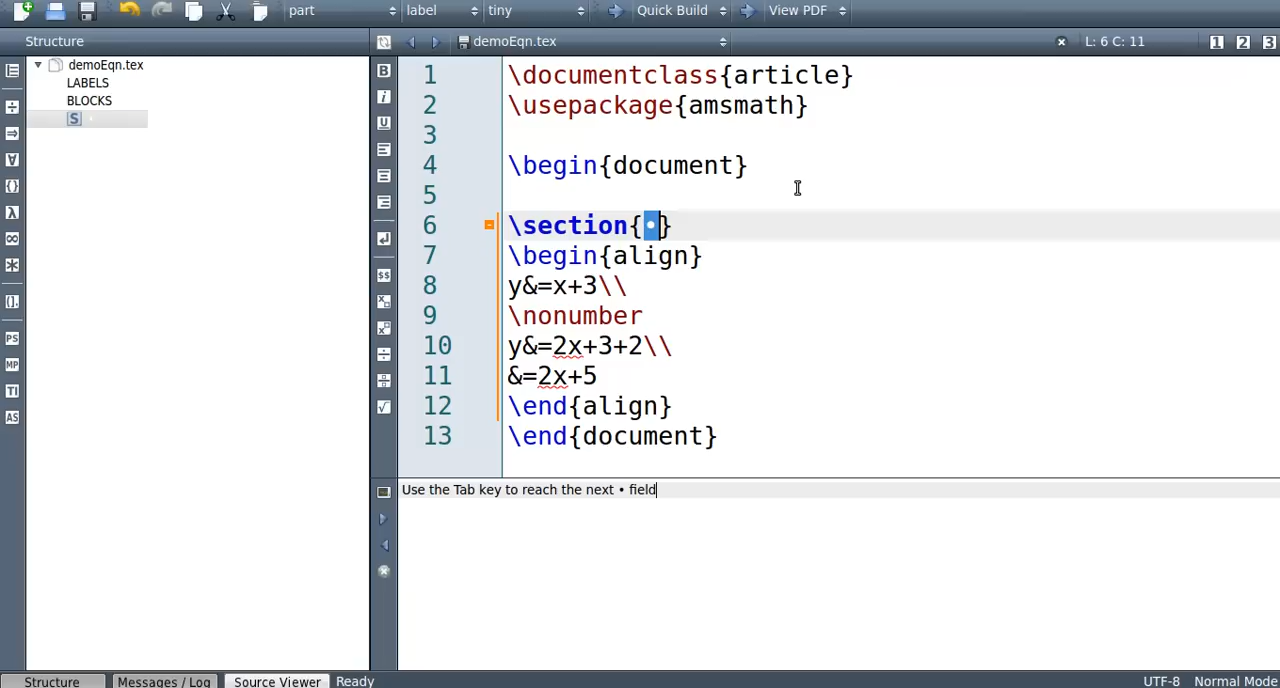 part label tiny Quick Build View PDF
Structure demoEqn.tex L: 6 C: 11 1 2 3
demoEqn.tex
LABELS
BLOCKS
S •
1 \documentclass{article}
2 \usepackage{amsmath}
3
4 \begin{document}
5
6 \section{•}
7 \begin{align}
8 y&=x+3\\
9 \nonumber
10 y&=2x+3+2\\
11 &=2x+5
12 \end{align}
13 \end{document}
Use the Tab key to reach the next • field
Structure Messages / Log Source Viewer Ready UTF-8 Normal Mode